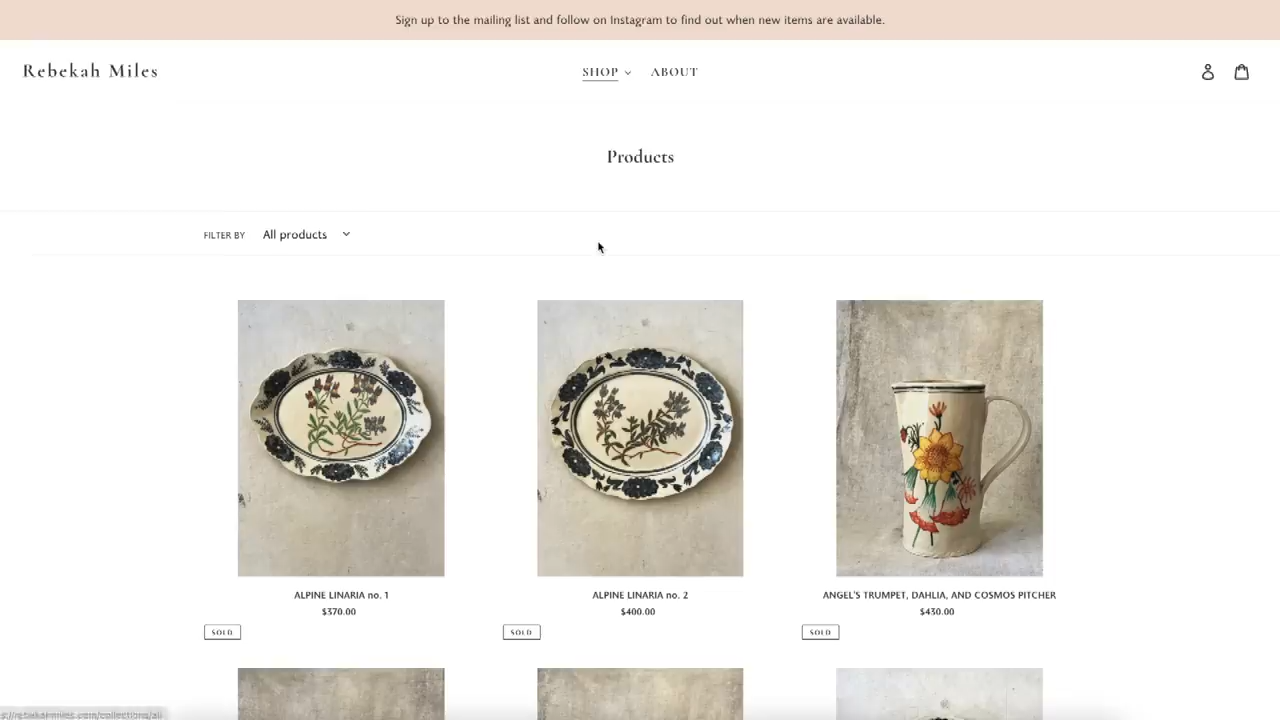 Sign up to the mailing list and follow on Instagram to find out when new items are available.
Rebekah Miles
SHOP
ABOUT
Products
FILTER BY
All products
ALPINE LINARIA no. 1
$370.00
SOLD
ALPINE LINARIA no. 2
$400.00
SOLD
ANGEL'S TRUMPET, DAHLIA, AND COSMOS PITCHER
$430.00
SOLD